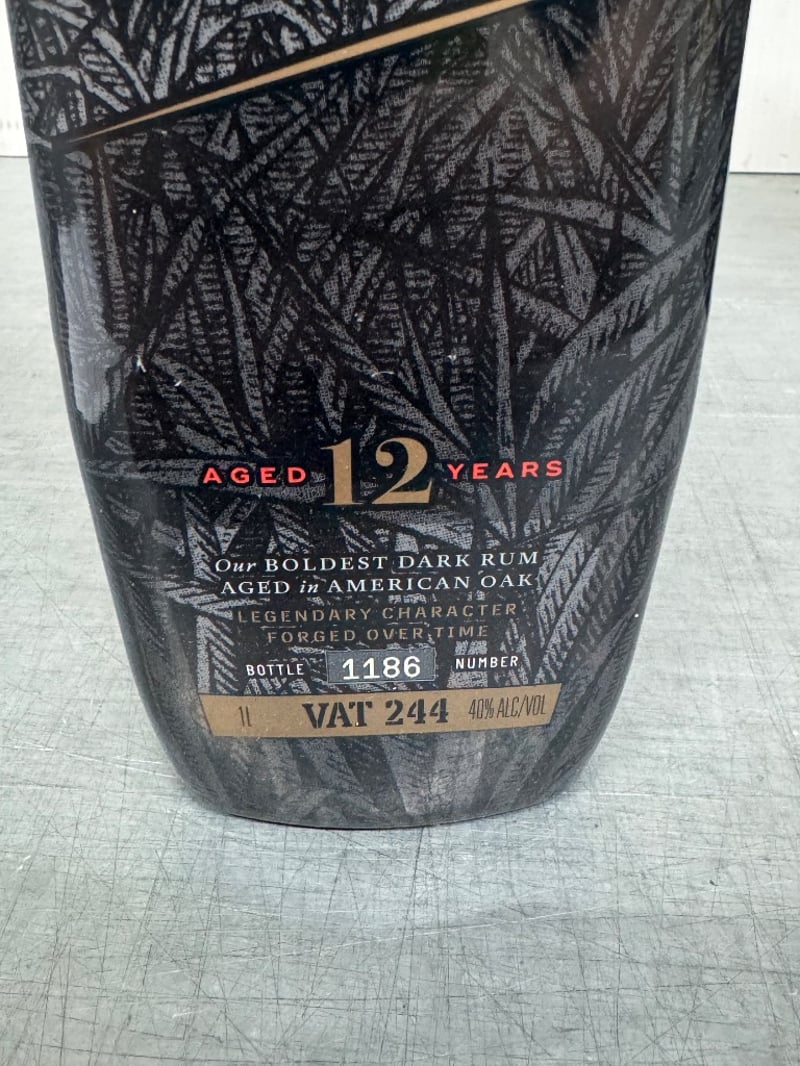 AGED 12 YEARS
Our BOLDEST DARK RUM
AGED in AMERICAN OAK
LEGENDARY CHARACTER
FORGED OVER TIME
BOTTLE 1186 NUMBER
1L VAT 244 40% ALC/VOL